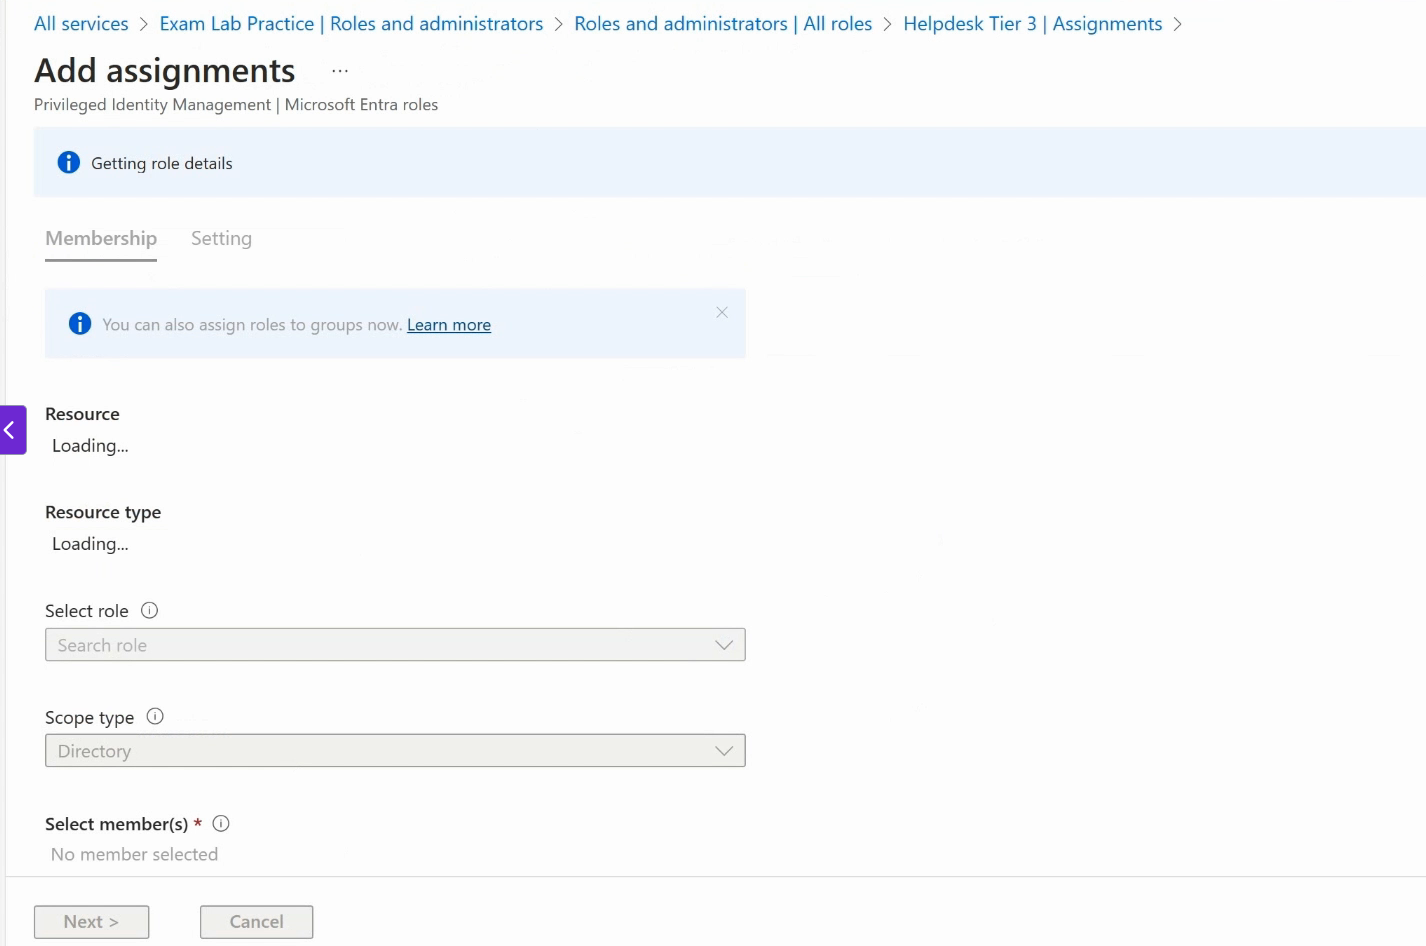 All services > Exam Lab Practice | Roles and administrators > Roles and administrators | All roles > Helpdesk Tier 3 | Assignments >
Add assignments ...
Privileged Identity Management | Microsoft Entra roles
Getting role details
Membership Setting
You can also assign roles to groups now. Learn more
Resource
Loading...
Resource type
Loading...
Select role
Search role
Scope type
Directory
Select member(s) *
No member selected
Next > Cancel